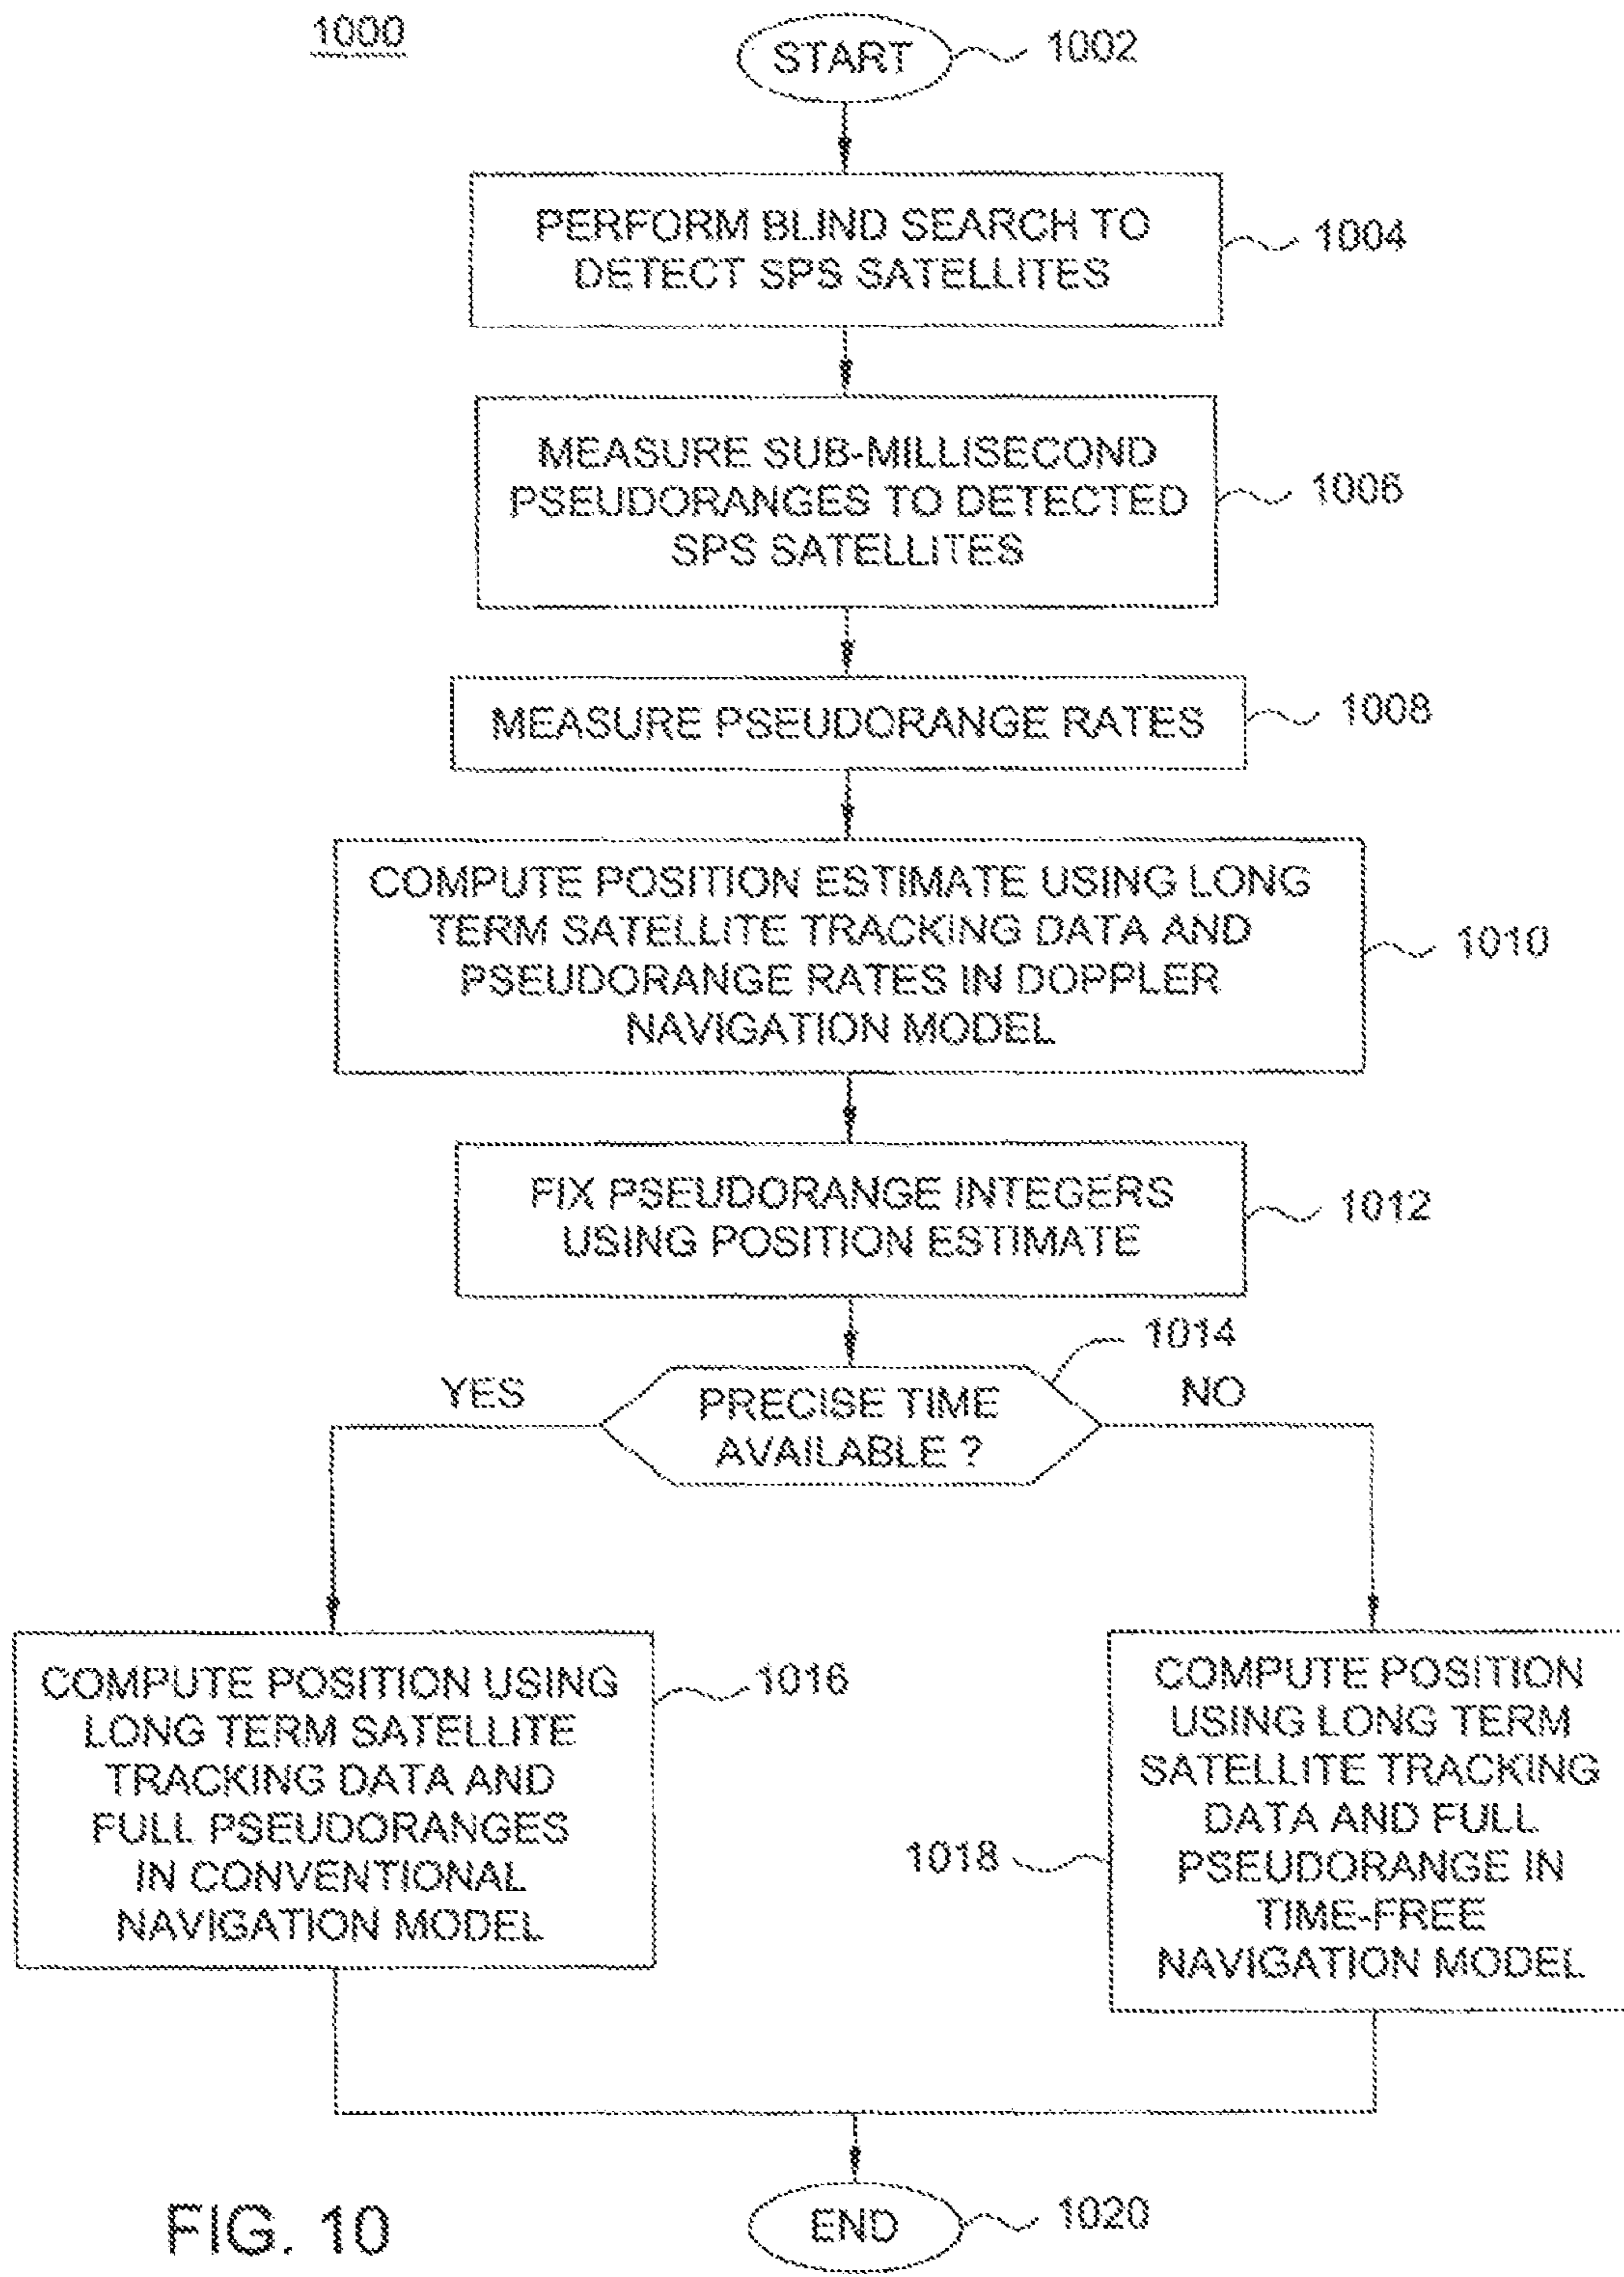 1000
START
1002
PERFORM BLIND SEARCH TO
DETECT SPS SATELLITES
1004
MEASURE SUB-MILLISECOND
PSEUDORANGES TO DETECTED
SPS SATELLITES
1006
MEASURE PSEUDORANGE RATES
1008
COMPUTE POSITION ESTIMATE USING LONG
TERM SATELLITE TRACKING DATA AND
PSEUDORANGE RATES IN DOPPLER
NAVIGATION MODEL
1010
FIX PSEUDORANGE INTEGERS
USING POSITION ESTIMATE
1012
1014
YES
PRECISE TIME
AVAILABLE ?
NO
COMPUTE POSITION USING
LONG TERM SATELLITE
TRACKING DATA AND
FULL PSEUDORANGES
IN CONVENTIONAL
NAVIGATION MODEL
1016
COMPUTE POSITION
USING LONG TERM
SATELLITE TRACKING
DATA AND FULL
PSEUDORANGE IN
TIME-FREE
NAVIGATION MODEL
1018
END
1020
FIG. 10